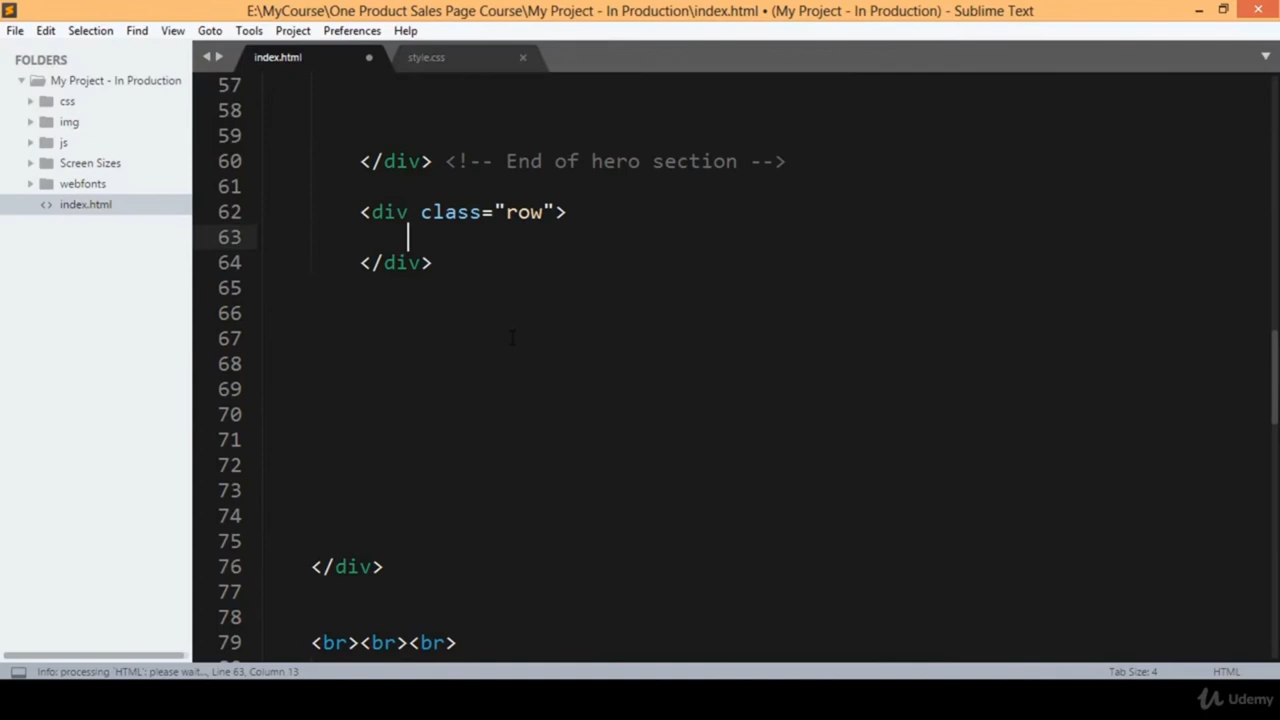 E:\MyCourse\One Product Sales Page Course\My Project - In Production\index.html • (My Project - In Production) - Sublime Text
File Edit Selection Find View Goto Tools Project Preferences Help
FOLDERS
My Project - In Production
css
img
js
Screen Sizes
webfonts
<> index.html
index.html
style.css
57
58
59
60 </div> <!-- End of hero section -->
61
62 <div class="row">
63
64 </div>
65
66
67
68
69
70
71
72
73
74
75
76 </div>
77
78
79 <br><br><br>
Info: processing `HTML`: please wait..., Line 63, Column 13
Tab Size: 4
HTML
Udemy